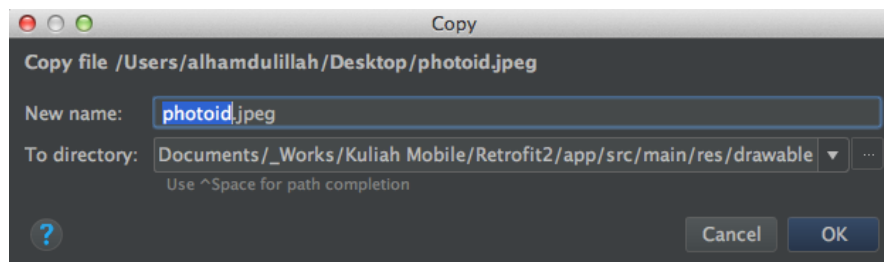 Copy
Copy file /Users/alhamdulillah/Desktop/photoid.jpeg
New name: photoid.jpeg
To directory: Documents/_Works/Kuliah Mobile/Retrofit2/app/src/main/res/drawable ...
Use ^Space for path completion
? Cancel OK